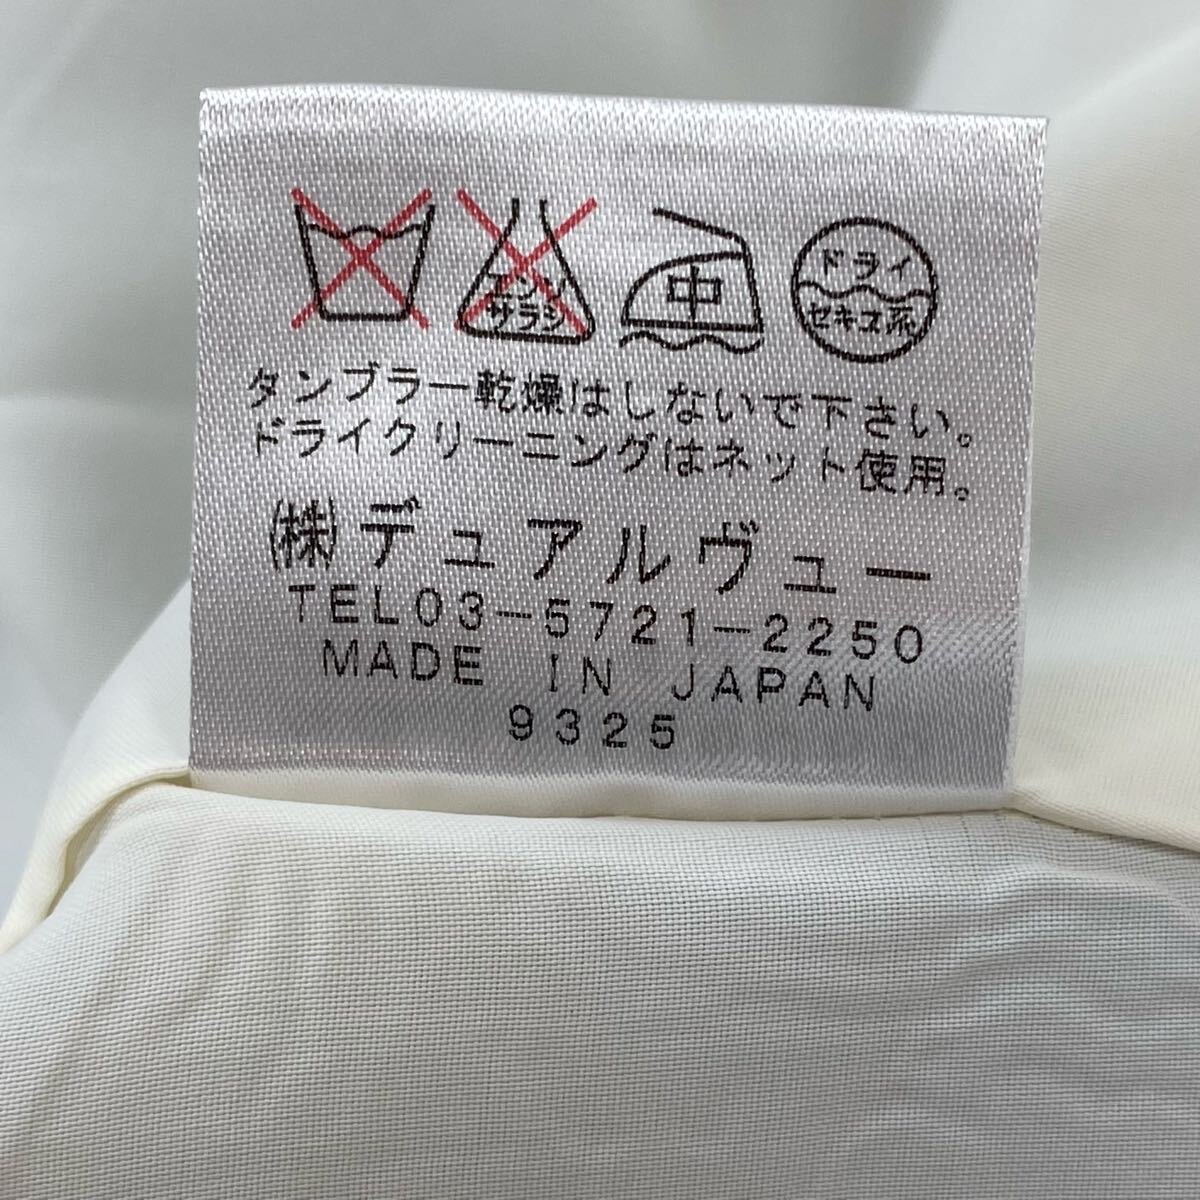 エンソ
サラシ
中
ドライ
セキユ系
タンブラー乾燥はしないで下さい。
ドライクリーニングはネット使用。
㈱デュアルヴュー
TEL03-5721-2250
MADE IN JAPAN
9325